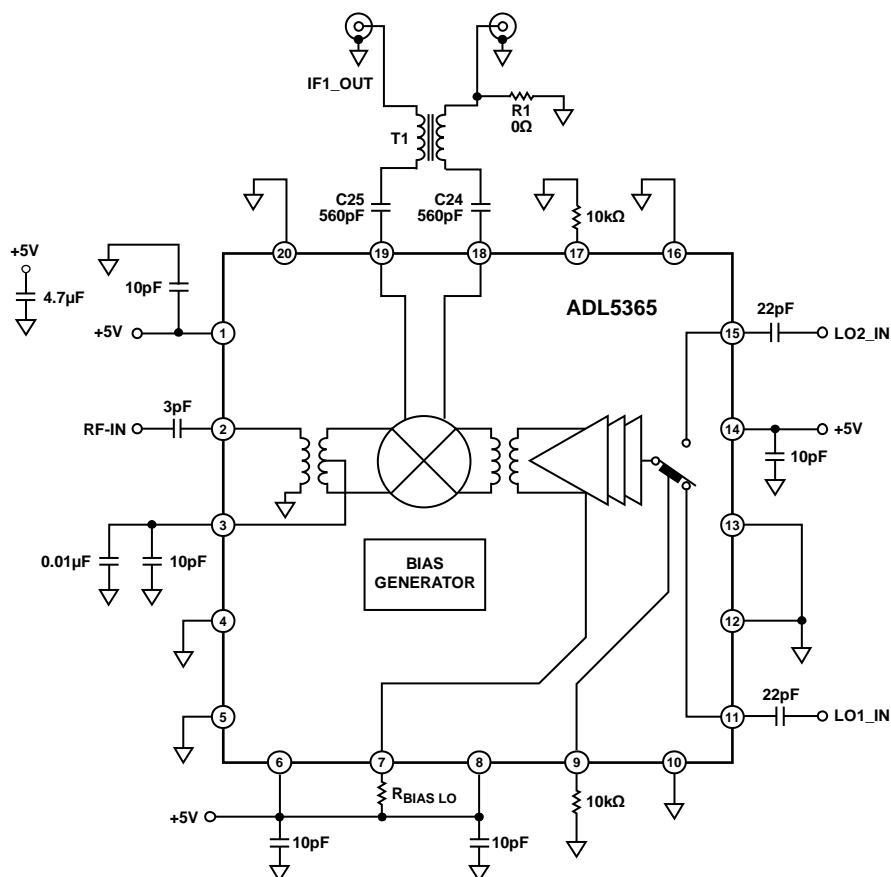 IF1_OUT
R1
0Ω
T1
C25
560pF
C24
560pF
10kΩ
20
19
18
17
16
+5V
4.7µF
10pF
+5V
1
ADL5365
15
22pF
LO2_IN
3pF
RF-IN
2
14
+5V
10pF
3
13
0.01µF
10pF
BIAS
GENERATOR
4
12
5
22pF
11
LO1_IN
6
7
8
9
10
+5V
RBIAS LO
10kΩ
10pF
10pF